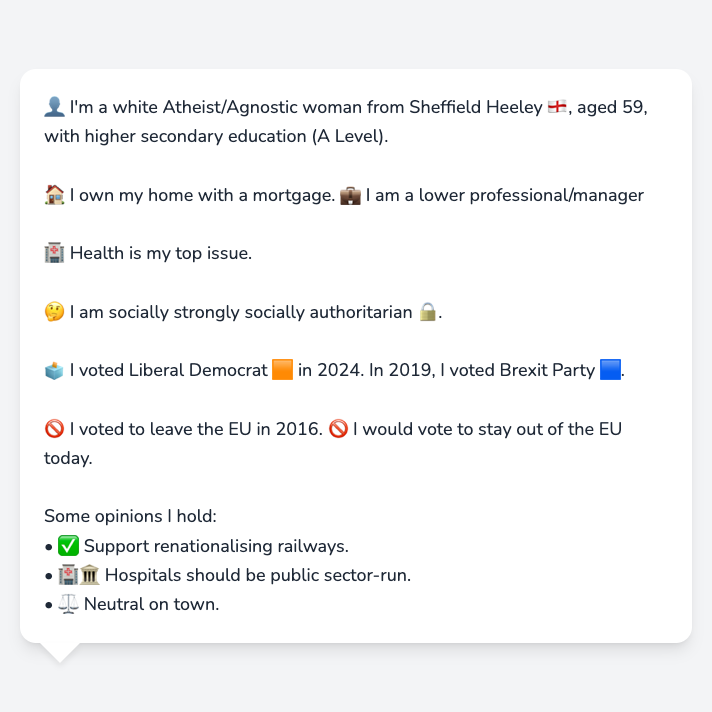 👤 I'm a white Atheist/Agnostic woman from Sheffield Heeley 🏴󠁧󠁢󠁥󠁮󠁧󠁿, aged 59,
with higher secondary education (A Level).
🏠 I own my home with a mortgage. 💼 I am a lower professional/manager
🏥 Health is my top issue.
🤔 I am socially strongly socially authoritarian 🔒.
🗳️ I voted Liberal Democrat 🟧 in 2024. In 2019, I voted Brexit Party 🟦.
🚫 I voted to leave the EU in 2016. 🚫 I would vote to stay out of the EU
today.
Some opinions I hold:
• ✅ Support renationalising railways.
• 🏥🏛️ Hospitals should be public sector-run.
• ⚖️ Neutral on town.